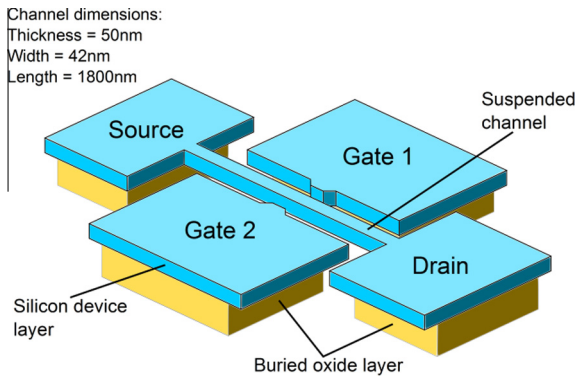 Channel dimensions:
Thickness = 50nm
Width = 42nm
Length = 1800nm
Suspended
channel
Source
Gate 1
Gate 2
Drain
Silicon device
layer
Buried oxide layer